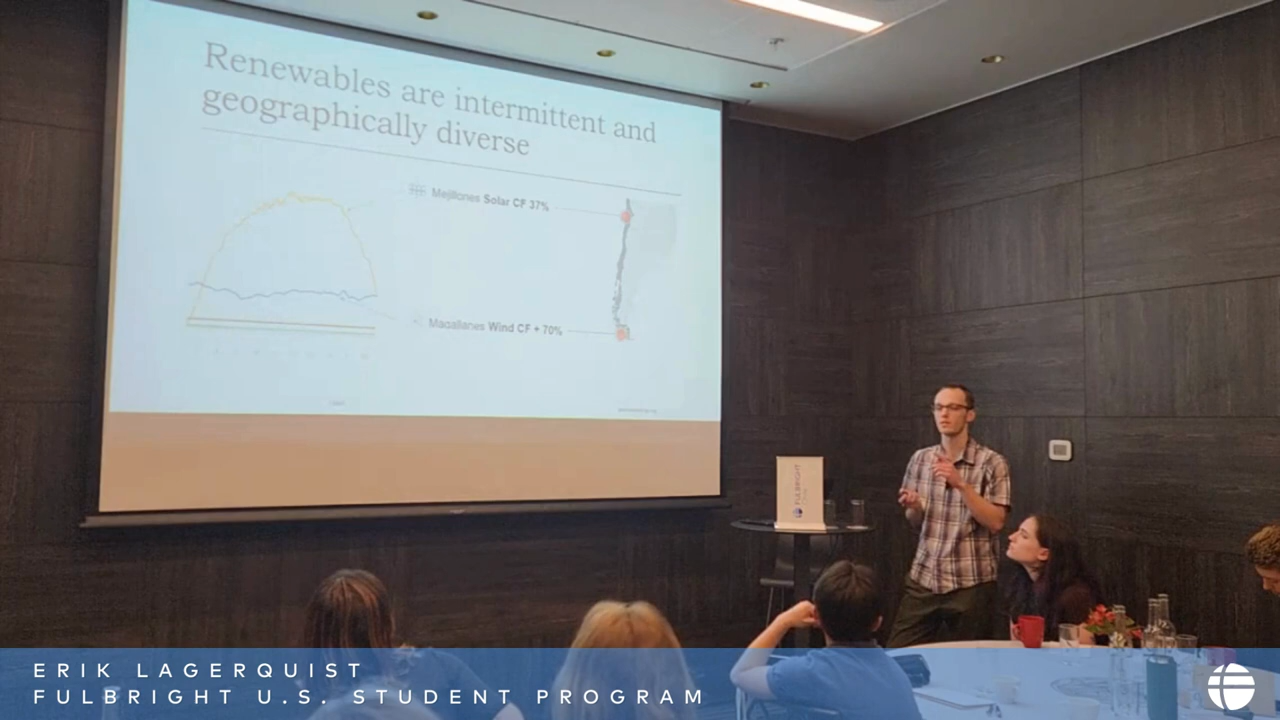 Renewables are intermittent and
geographically diverse
Mejillones Solar CF 37%
Magallanes Wind CF + 70%
FULBRIGHT
ERIK LAGERQUIST
FULBRIGHT U.S. STUDENT PROGRAM